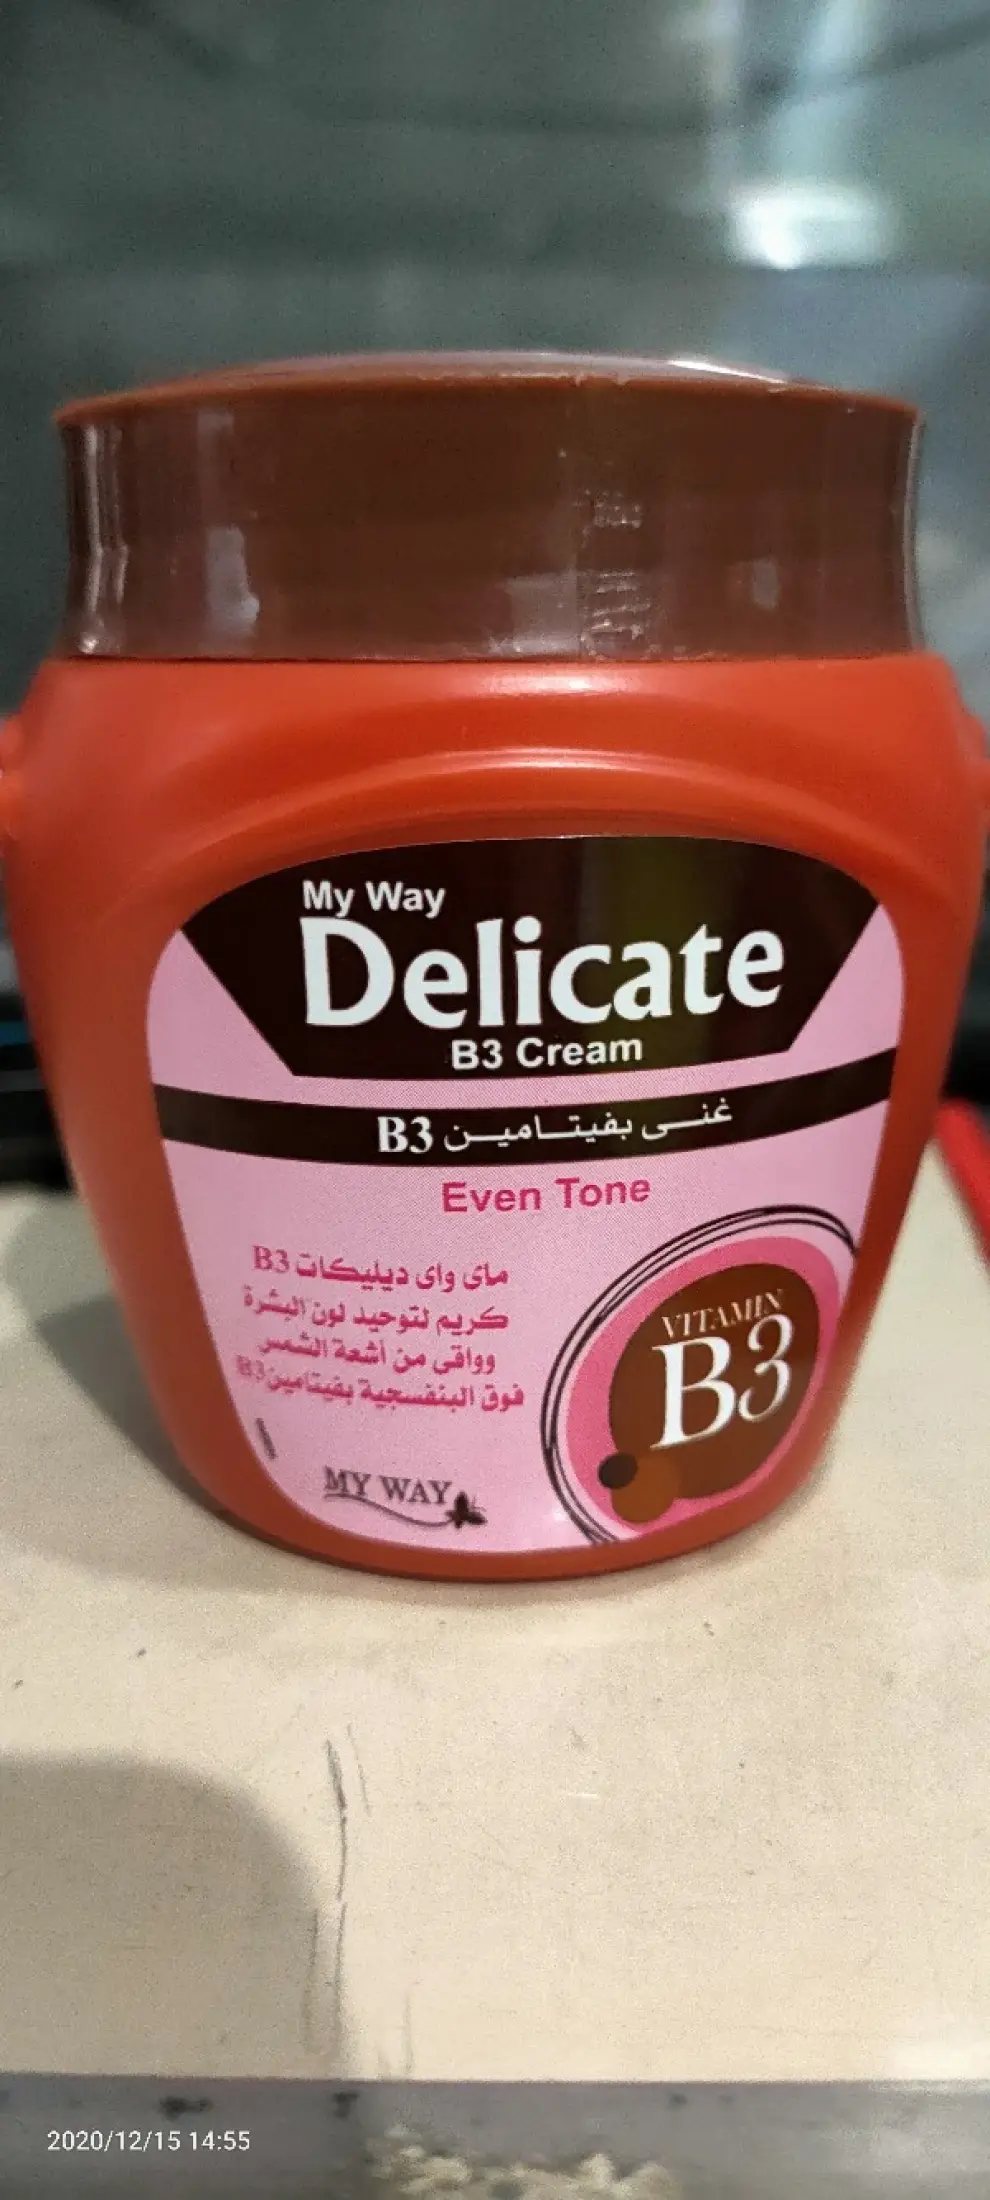 My Way
Delicate
B3 Cream
غنى بفيتامين B3
Even Tone
ماى واى ديليكات B3
كريم لتوحيد لون البشرة
وواقى من أشعة الشمس
فوق البنفسجية بفيتامين B3
VITAMIN
B3
MY WAY
2020/12/15 14:55